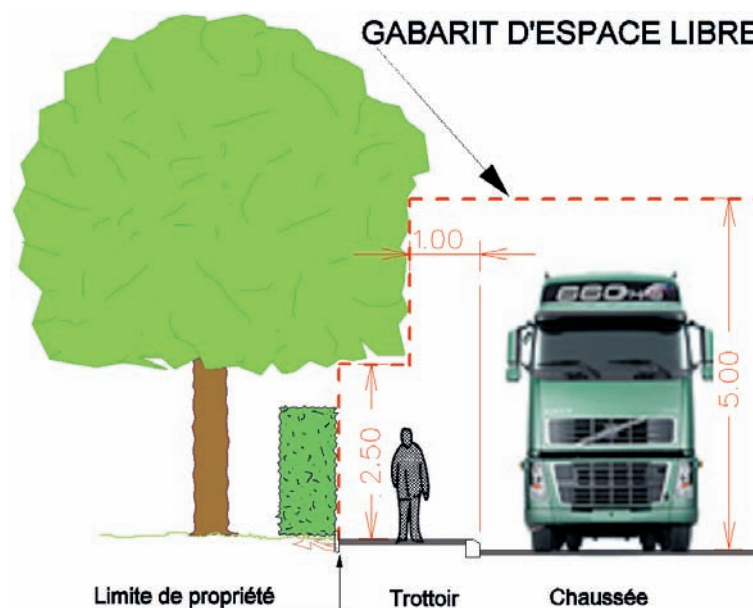 GABARIT D'ESPACE LIBRE
1.00
5.00
2.50
Limite de propriété
Trottoir
Chaussée